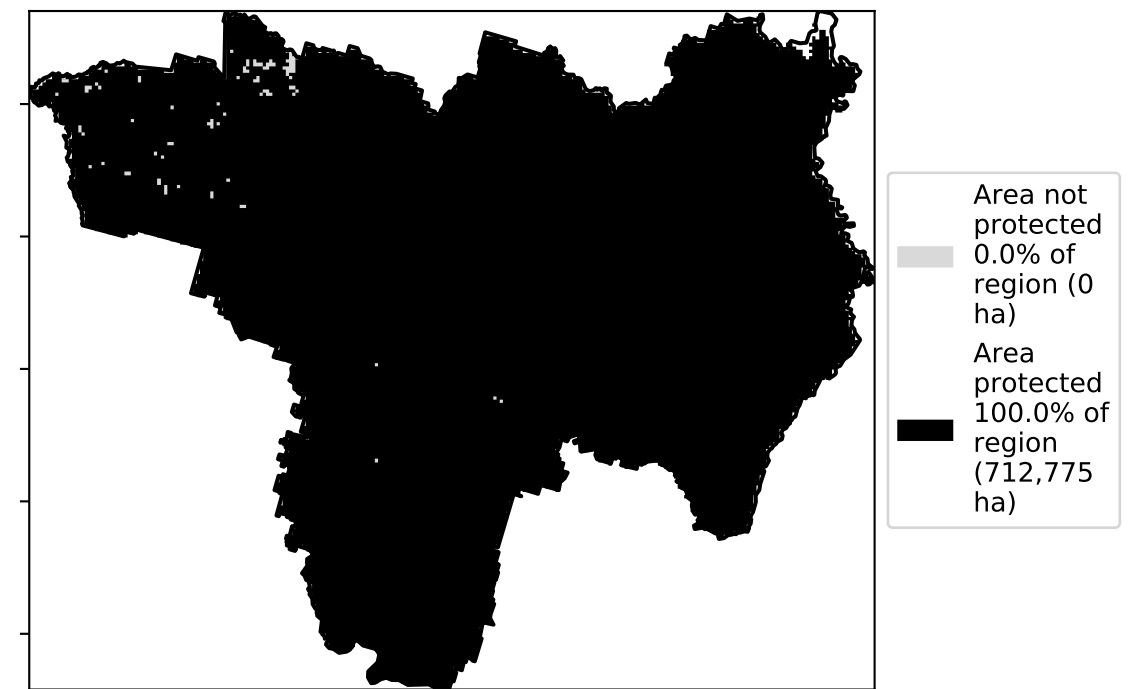 Area not
protected
0.0% of
region (0
ha)
Area
protected
100.0% of
region
(712,775
ha)